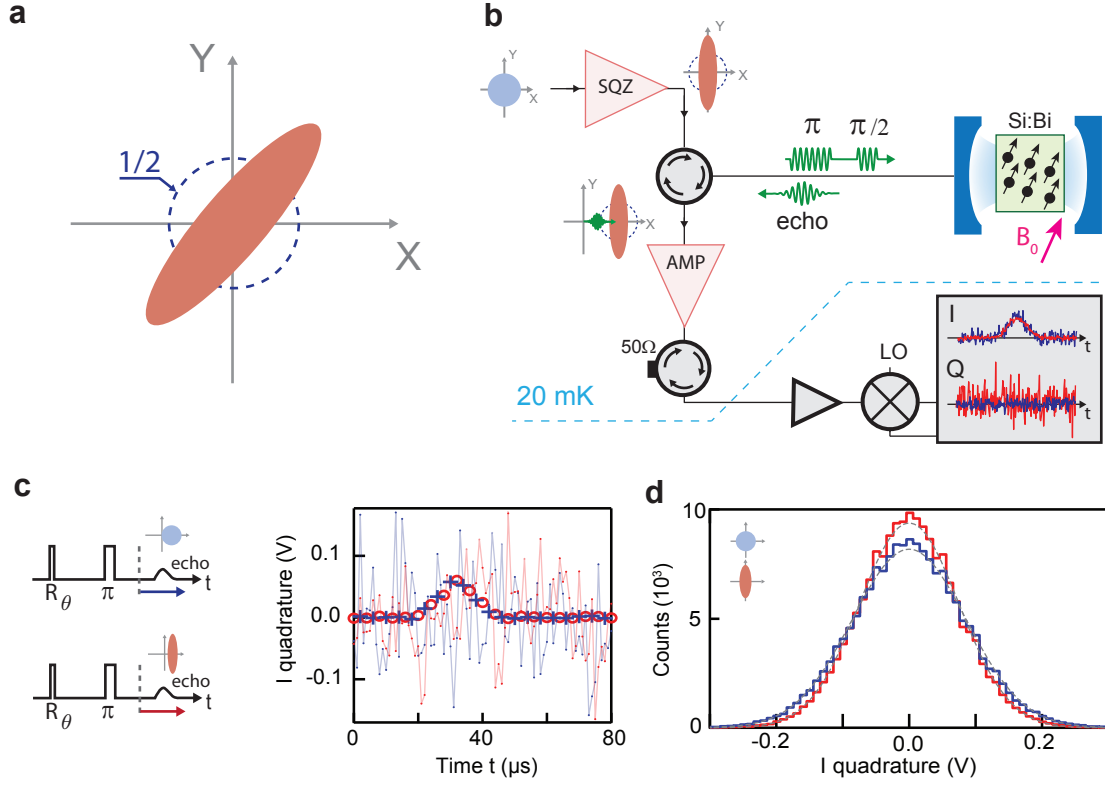 a
Y
1/2
X
b
Y
X
SQZ
Y
X
π
π/2
Si:Bi
echo
B0
Y
X
AMP
50Ω
20 mK
LO
I
t
Q
t
c
echo
Rθ
π
t
echo
Rθ
π
t
I quadrature (V)
0.1
0.0
-0.1
0
20
40
60
80
Time t (μs)
d
Counts (10³)
10
5
0
-0.2
0.0
0.2
I quadrature (V)